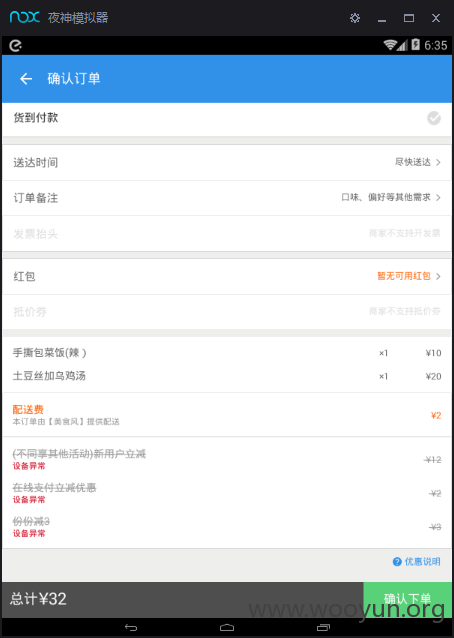 nox 夜神模拟器
6:35
确认订单
货到付款
送达时间 尽快送达
订单备注 口味、偏好等其他需求
发票抬头 商家不支持开发票
红包 暂无可用红包
抵价券 商家不支持抵价券
手撕包菜饭(辣) ×1 ¥10
土豆丝加乌鸡汤 ×1 ¥20
配送费 ¥2
本订单由【美食风】提供配送
(不同享其他活动)新用户立减 -¥12
设备异常
在线支付立减优惠 -¥2
设备异常
份份减3 -¥3
设备异常
? 优惠说明
总计¥32 确认下单
www.wooyun.org